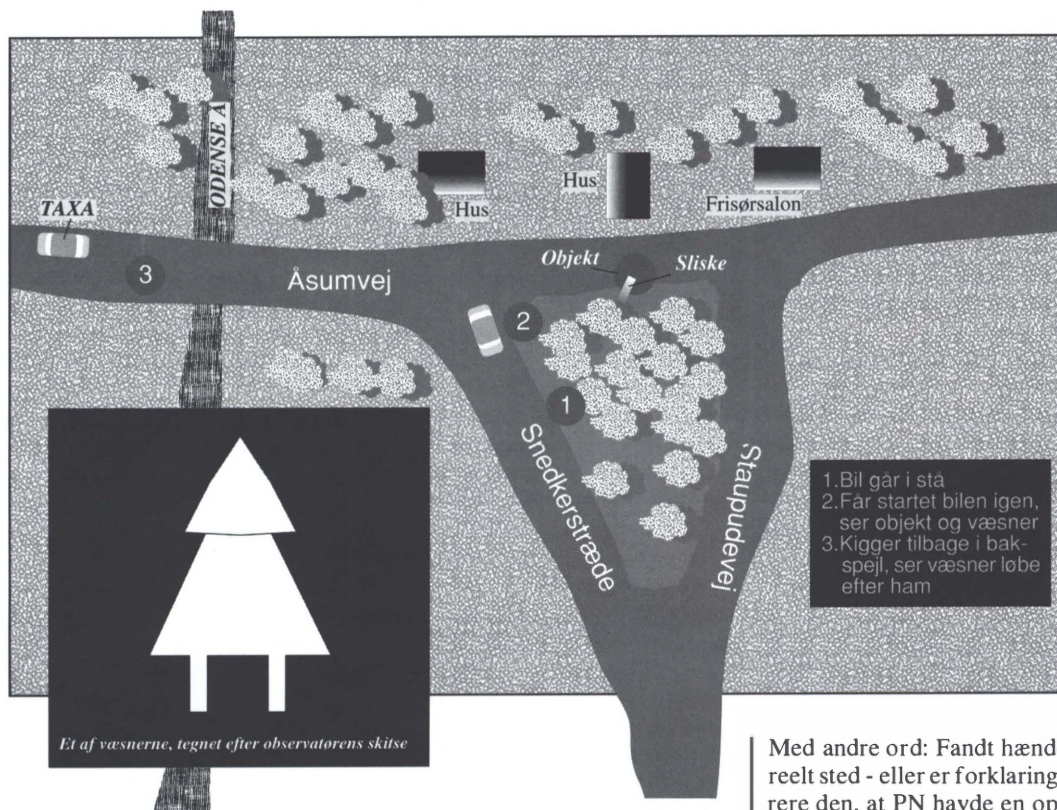 ODENSE Å
TAXA
Hus
Hus
Frisørsalon
Objekt
Sliske
3
Åsumvej
2
1
Snedkerstræde
Staupudevej
1.Bil går i stå
2.Får startet bilen igen,
ser objekt og væsner
3.Kigger tilbage i bak-
spejl, ser væsner løbe
efter ham
Et af væsnerne, tegnet efter observatørens skitse
Med andre ord: Fandt hænd
reelt sted - eller er forklaring
rere den, at PN havde en op